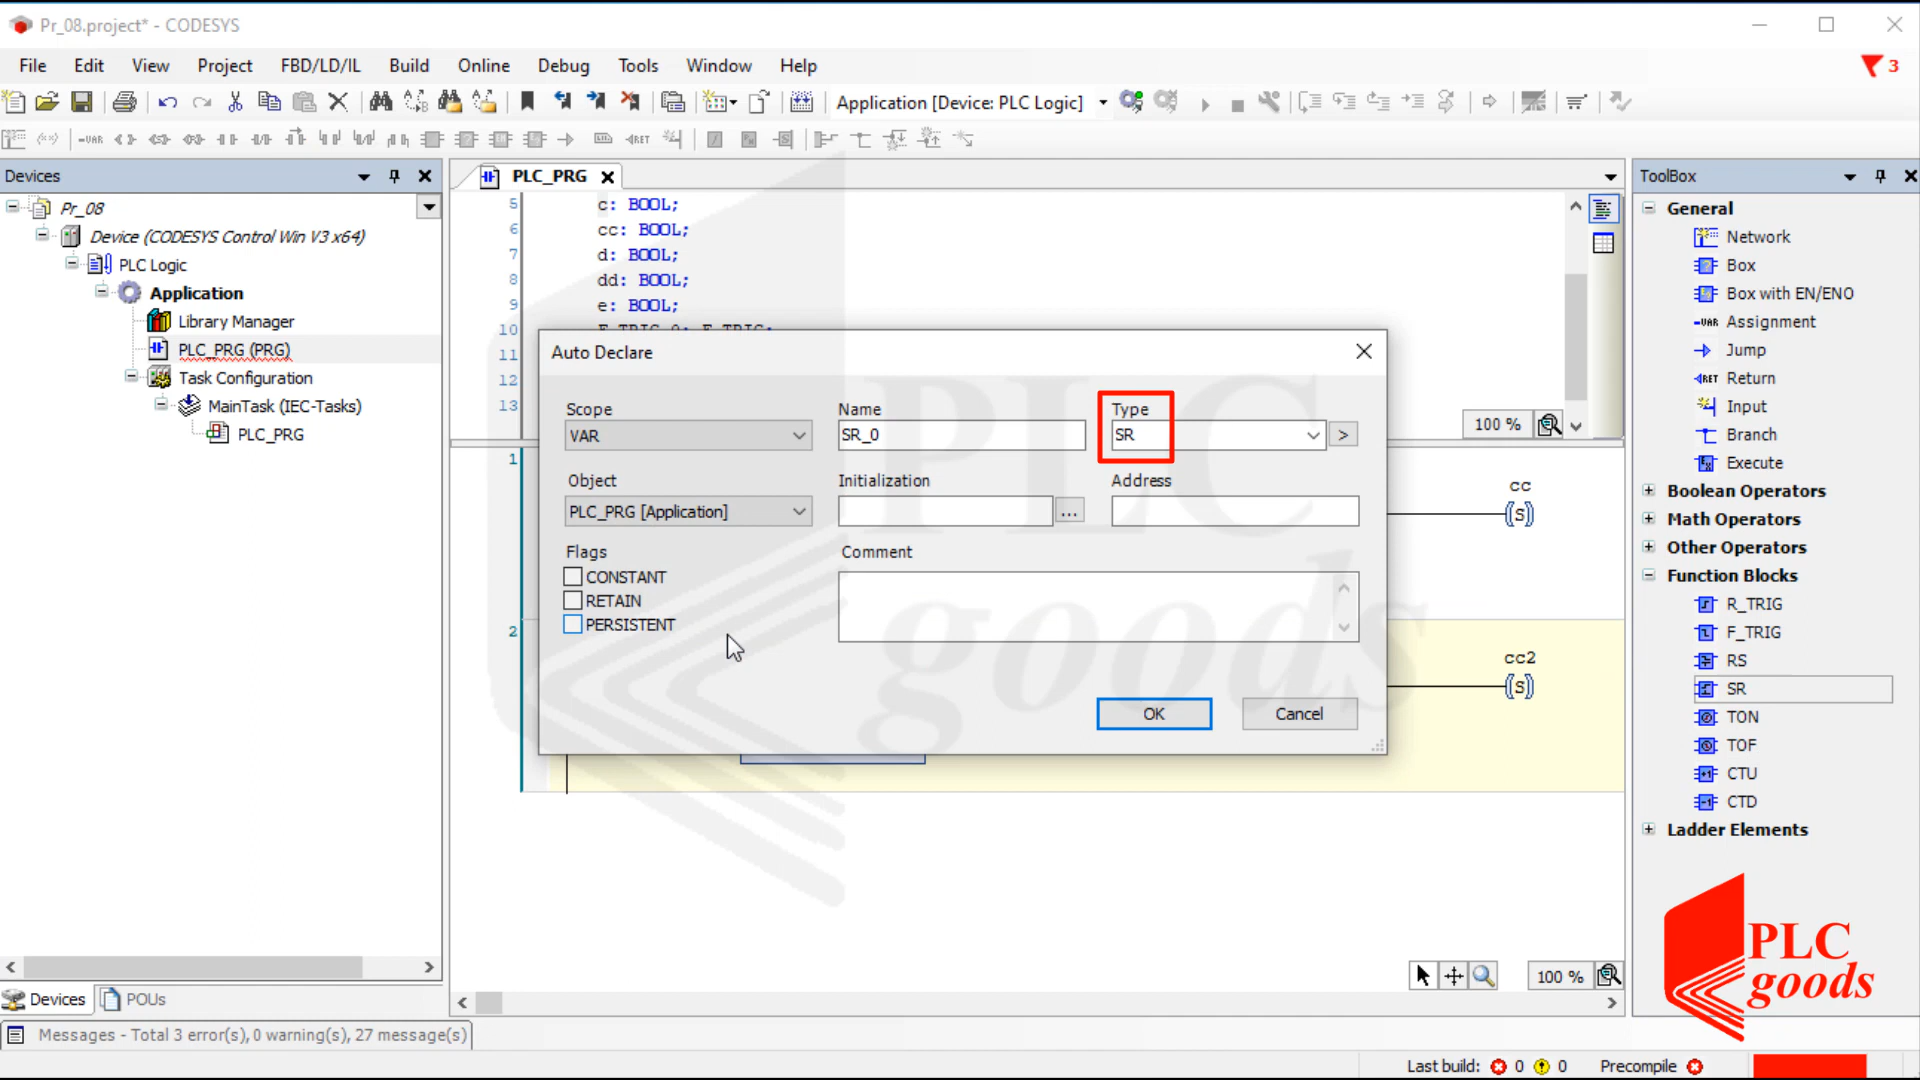 Pr_08.project* - CODESYS
File Edit View Project FBD/LD/IL Build Online Debug Tools Window Help
3
Application [Device: PLC Logic]
Devices
Pr_08
Device (CODESYS Control Win V3 x64)
PLC Logic
Application
Library Manager
PLC_PRG (PRG)
Task Configuration
MainTask (IEC-Tasks)
PLC_PRG
Devices
POUs
PLC_PRG
5 c: BOOL;
6 cc: BOOL;
7 d: BOOL;
8 dd: BOOL;
9 e: BOOL;
10 F_TRIG_0: F_TRIG;
11
12
13
100 %
1
cc
S
2
cc2
S
100 %
Auto Declare
Scope
VAR
Name
SR_0
Type
SR
>
Object
PLC_PRG [Application]
Initialization
...
Address
Flags
CONSTANT
RETAIN
PERSISTENT
Comment
OK
Cancel
ToolBox
General
Network
Box
Box with EN/ENO
Assignment
Jump
Return
Input
Branch
Execute
Boolean Operators
Math Operators
Other Operators
Function Blocks
R_TRIG
F_TRIG
RS
SR
TON
TOF
CTU
CTD
Ladder Elements
PLC
goods
PLC
goods
Messages - Total 3 error(s), 0 warning(s), 27 message(s)
Last build: 0 0 Precompile